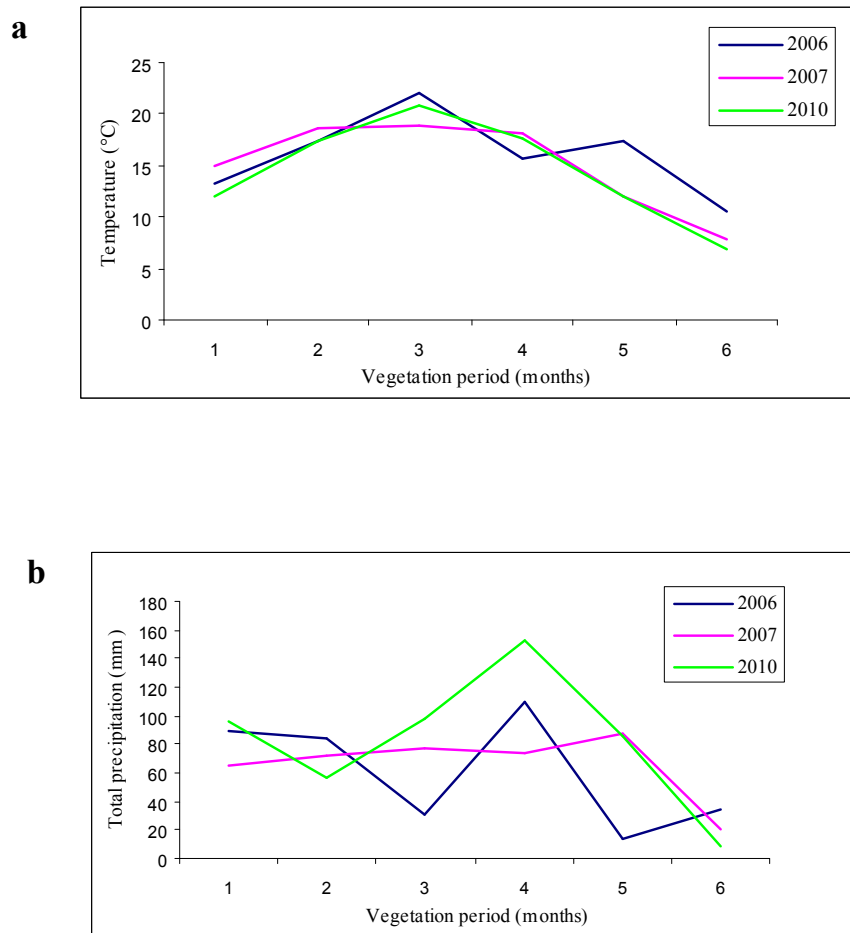 a
2006
2007
2010
25
20
15
10
5
0
Temperature (°C)
1 2 3 4 5 6
Vegetation period (months)
b
2006
2007
2010
180
160
140
120
100
80
60
40
20
0
Total precipitation (mm )
1 2 3 4 5 6
Vegetation period (months)